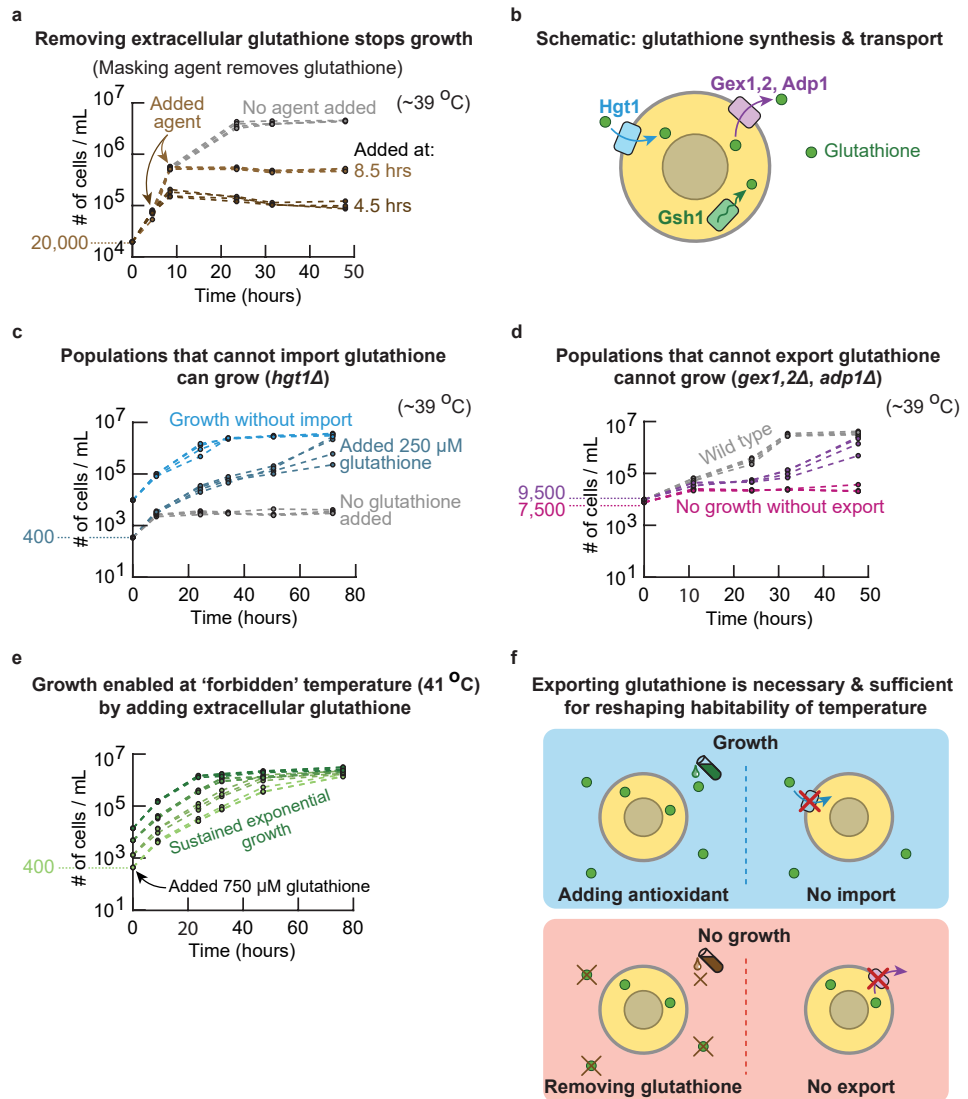 a
Removing extracellular glutathione stops growth
(Masking agent removes glutathione)
(~39 °C)
# of cells / mL
10^7
10^6
10^5
10^4
20,000
Added
agent
No agent added
Added at:
8.5 hrs
4.5 hrs
0 10 20 30 40 50
Time (hours)
b
Schematic: glutathione synthesis & transport
Gex1,2, Adp1
Hgt1
Glutathione
Gsh1
c
Populations that cannot import glutathione
can grow (hgt1Δ)
(~39 °C)
# of cells / mL
10^7
10^5
10^3
10^1
400
Growth without import
Added 250 μM
glutathione
No glutathione
added
0 20 40 60 80
Time (hours)
d
Populations that cannot export glutathione
cannot grow (gex1,2Δ, adp1Δ)
(~39 °C)
# of cells / mL
10^7
10^5
10^3
10^1
9,500
7,500
Wild type
No growth without export
0 10 20 30 40 50
Time (hours)
e
Growth enabled at ‘forbidden’ temperature (41 °C)
by adding extracellular glutathione
# of cells / mL
10^7
10^5
10^3
10^1
400
Sustained exponential
growth
Added 750 μM glutathione
0 20 40 60 80
Time (hours)
f
Exporting glutathione is necessary & sufficient
for reshaping habitability of temperature
Growth
Adding antioxidant
No import
No growth
Removing glutathione
No export